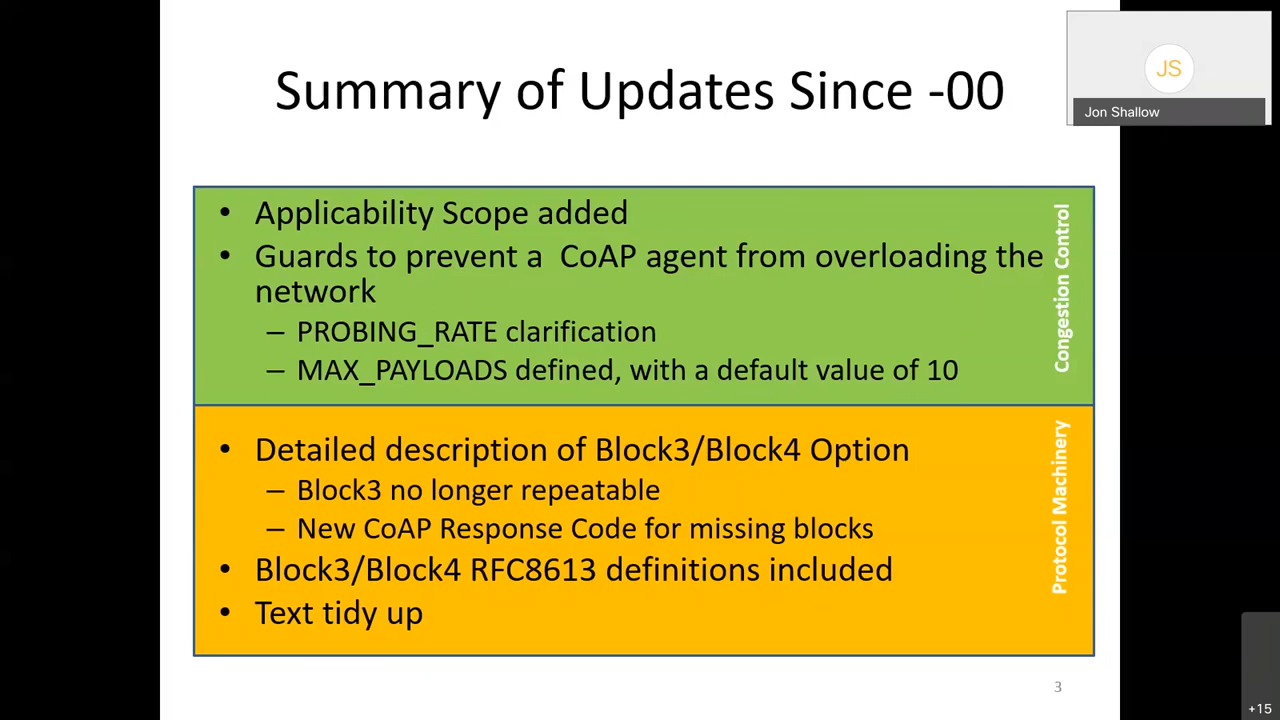 Summary of Updates Since -00
JS
Jon Shallow
• Applicability Scope added
• Guards to prevent a  CoAP agent from overloading the
network
– PROBING_RATE clarification
– MAX_PAYLOADS defined, with a default value of 10
Congestion Control
• Detailed description of Block3/Block4 Option
– Block3 no longer repeatable
– New CoAP Response Code for missing blocks
• Block3/Block4 RFC8613 definitions included
• Text tidy up
Protocol Machinery
3
+15